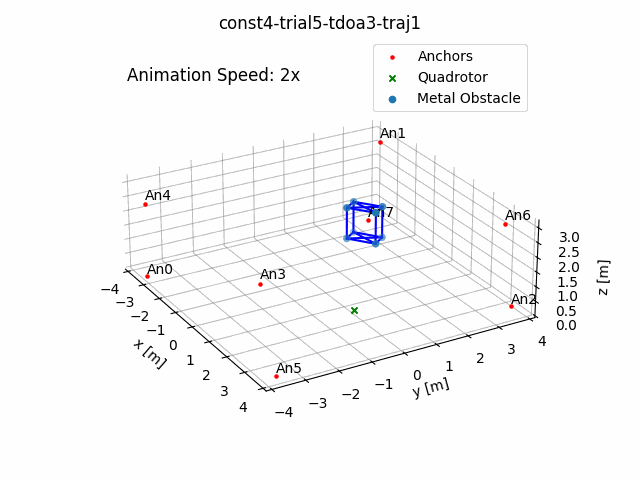 const4-trial5-tdoa3-traj1
Animation Speed: 2x
Anchors
Quadrotor
Metal Obstacle
An1
An4
An7
An6
An0
An3
An2
An5
3.0
2.5
2.0
1.5
1.0
0.5
0.0
z [m]
−4
−3
−2
−1
0
1
2
3
4
x [m]
−4
−3
−2
−1
0
1
2
3
4
y [m]